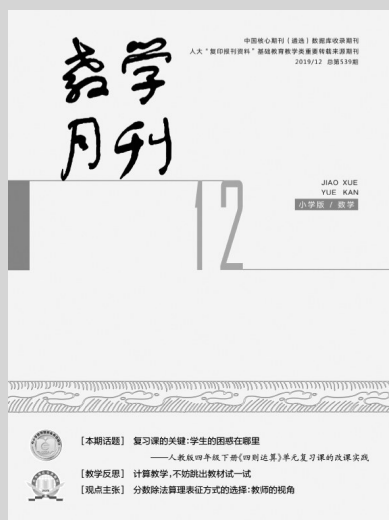 中国核心期刊（遴选）数据库收录期刊
人大“复印报刊资料”基础教育教学类重要转载来源期刊
2019/12 总第539期
教学
月刊
JIAO XUE
YUE KAN
小学版 / 数学
12
［本期话题］ 复习课的关键：学生的困惑在哪里
——人教版四年级下册《四则运算》单元复习课的改课实践
［教学反思］ 计算教学，不妨跳出教材试一试
［观点主张］ 分数除法算理表征方式的选择：教师的视角